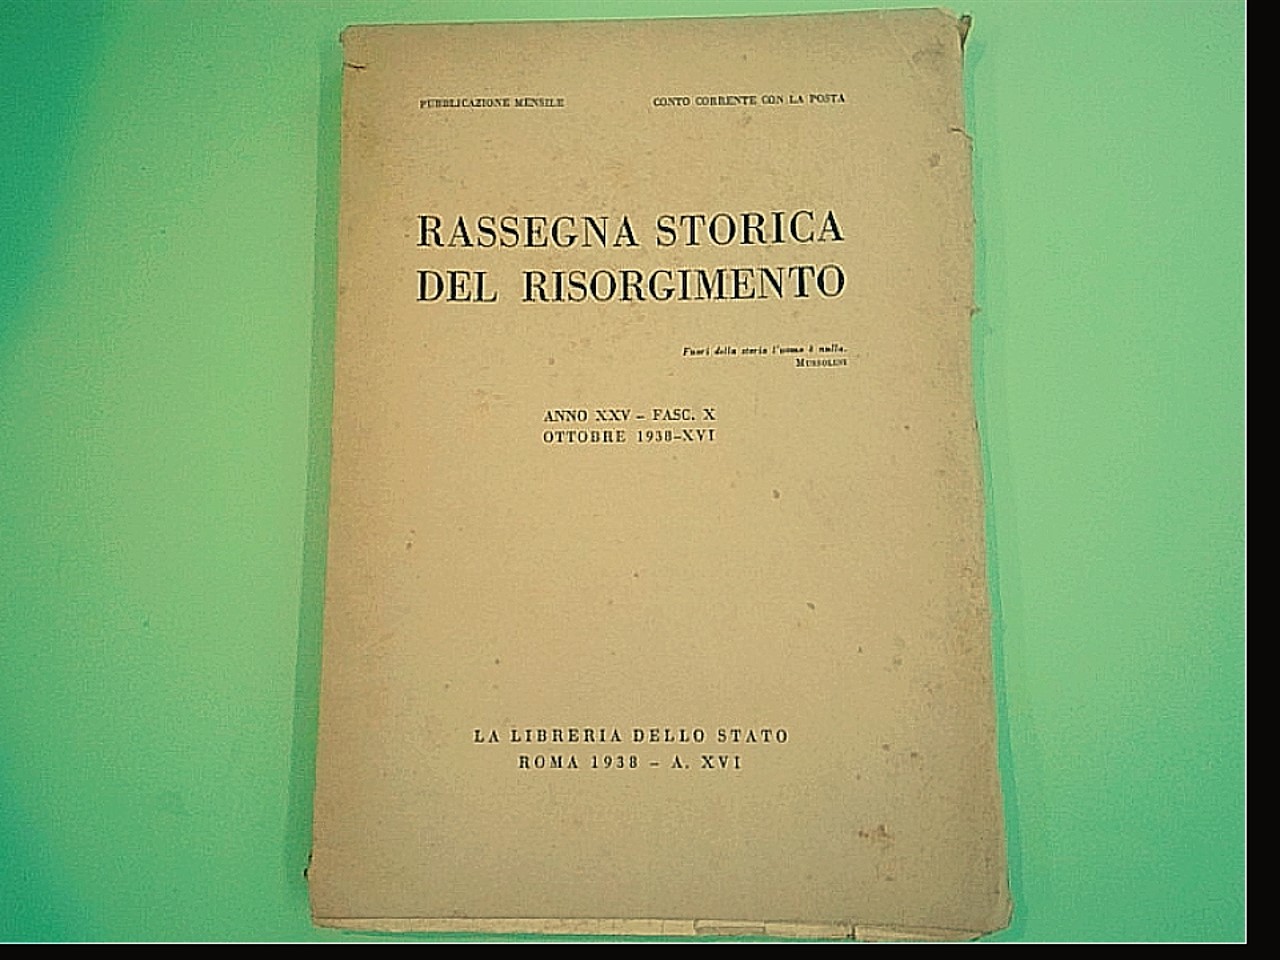 PUBBLICAZIONE MENSILE CONTO CORRENTE CON LA POSTA
RASSEGNA STORICA
DEL RISORGIMENTO
Fuori della storia l'uomo è nulla.
MUSSOLINI
ANNO XXV – FASC. X
OTTOBRE 1938–XVI
LA LIBRERIA DELLO STATO
ROMA 1938 – A. XVI